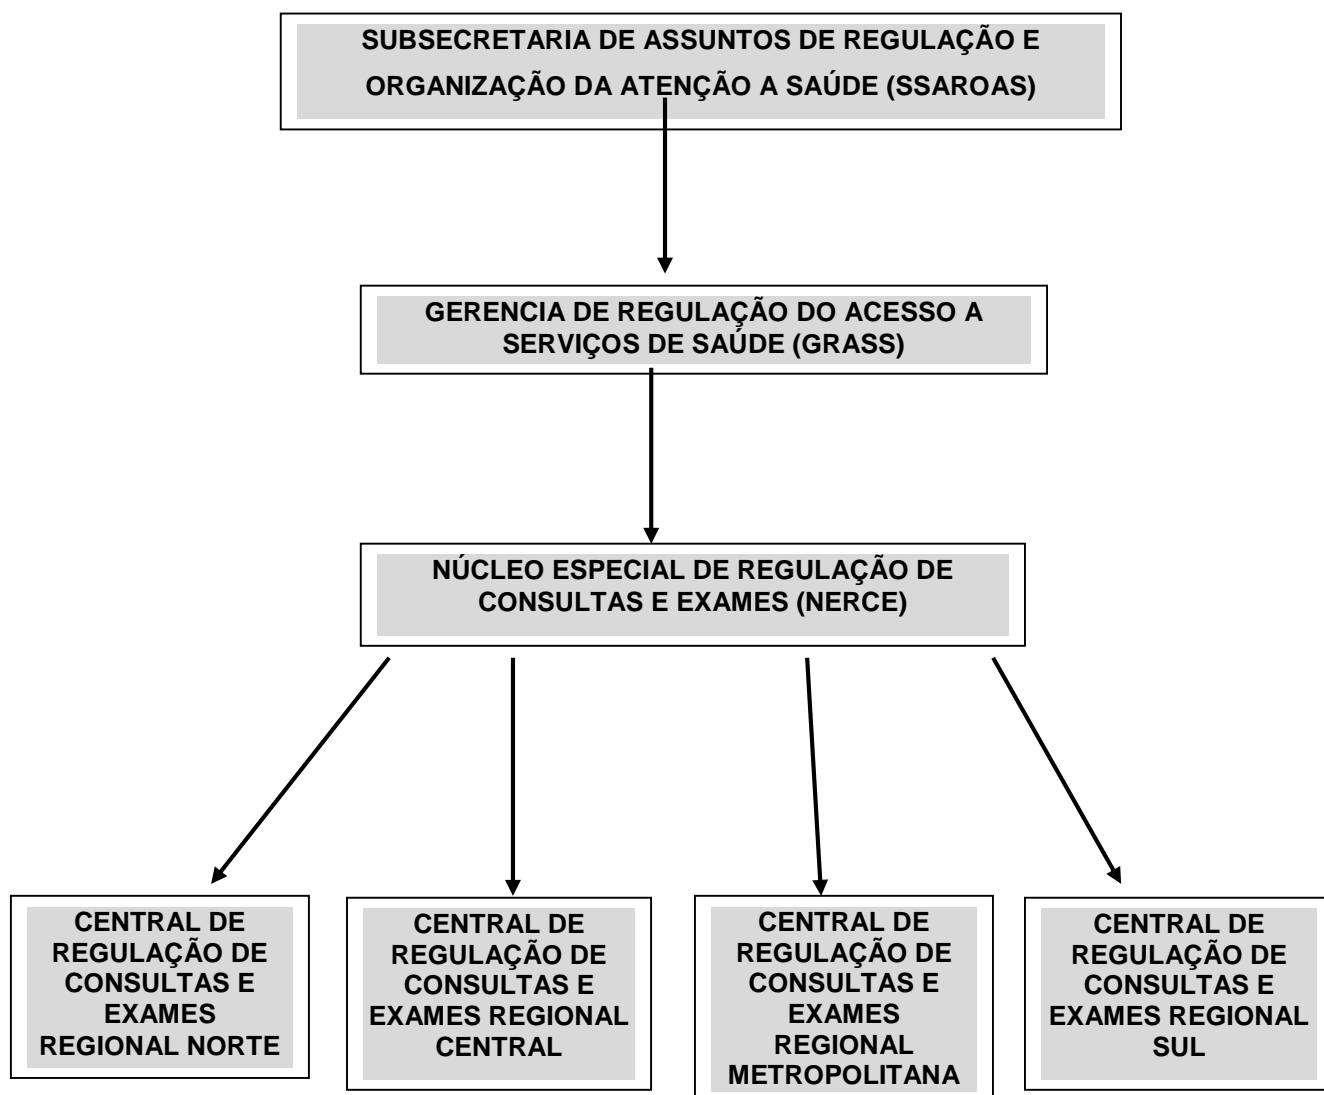 SUBSECRETARIA DE ASSUNTOS DE REGULAÇÃO E
ORGANIZAÇÃO DA ATENÇÃO A SAÚDE (SSAROAS)
GERENCIA DE REGULAÇÃO DO ACESSO A
SERVIÇOS DE SAÚDE (GRASS)
NÚCLEO ESPECIAL DE REGULAÇÃO DE
CONSULTAS E EXAMES (NERCE)
CENTRAL DE
REGULAÇÃO DE
CONSULTAS E
EXAMES
REGIONAL NORTE
CENTRAL DE
REGULAÇÃO DE
CONSULTAS E
EXAMES REGIONAL
CENTRAL
CENTRAL DE
REGULAÇÃO DE
CONSULTAS E
EXAMES
REGIONAL
METROPOLITANA
CENTRAL DE
REGULAÇÃO DE
CONSULTAS E
EXAMES REGIONAL
SUL